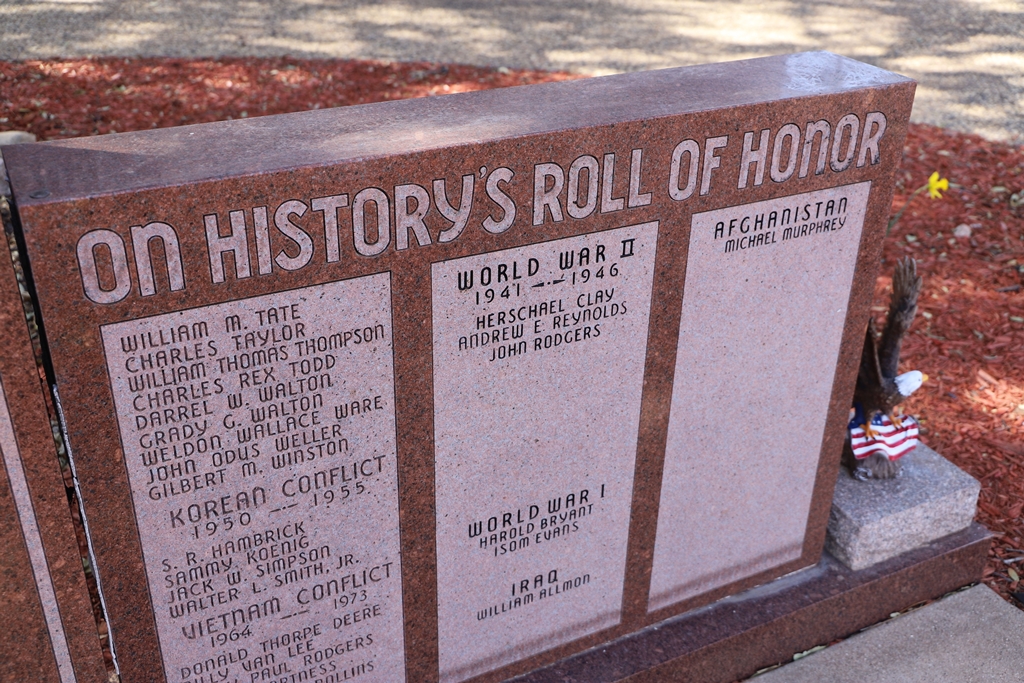 ON HISTORY'S ROLL OF HONOR
WILLIAM M. TATE
CHARLES TAYLOR
WILLIAM THOMAS THOMPSON
CHARLES REX TODD
DARREL W. WALTON
GRADY G. WALTON
WELDON WALLACE WARE
JOHN ODUS WELLER
GILBERT M. WINSTON
KOREAN CONFLICT
1950 — 1955
S. R. HAMBRICK
SAMMY KOENIG
JACK W. SIMPSON
WALTER L. SMITH, JR.
VIETNAM CONFLICT
1964 — 1973
DONALD THORPE DEERE
BILLY VAN LEE
PAUL RODGERS
WORLD WAR II
1941 — 1946
HERSCHAEL CLAY
ANDREW E. REYNOLDS
JOHN RODGERS
WORLD WAR I
HAROLD BRYANT
ISOM EVANS
IRAQ
WILLIAM ALLMON
AFGHANISTAN
MICHAEL MURPHREY